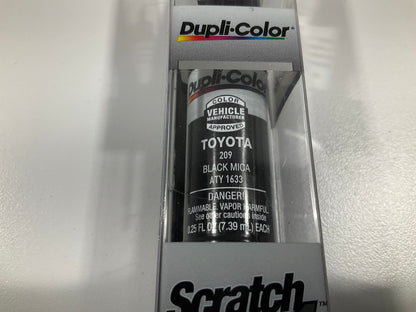 Dupli-Color®
Dupli-Color
COLOR
VEHICLE
MANUFACTURER
APPROVED
TOYOTA
209
BLACK MICA
ATY 1633
DANGER!
FLAMMABLE. VAPOR HARMFUL.
See other cautions inside
0.25 FL OZ (7.39 mL) EACH
Scratch
TM